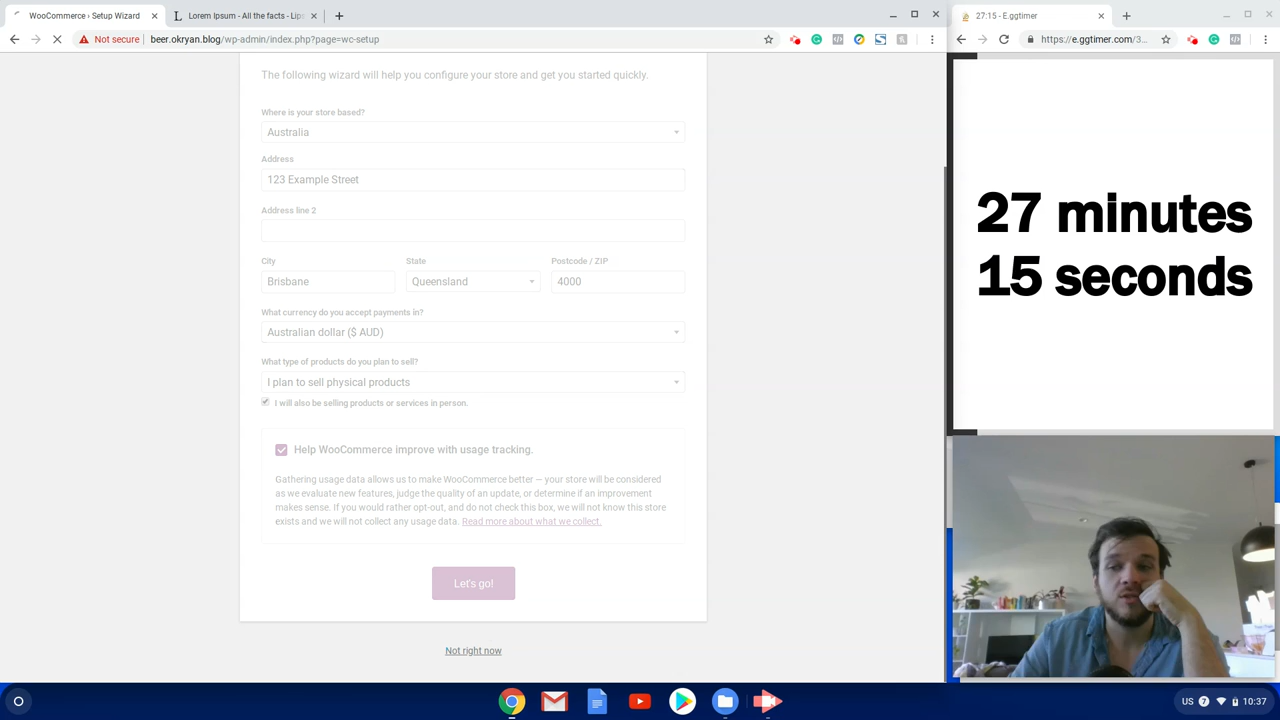 WooCommerce › Setup Wizard
Lorem Ipsum - All the facts - Lips
Not secure
beer.okryan.blog/wp-admin/index.php?page=wc-setup
The following wizard will help you configure your store and get you started quickly.
Where is your store based?
Australia
Address
123 Example Street
Address line 2
City
State
Postcode / ZIP
Brisbane
Queensland
4000
What currency do you accept payments in?
Australian dollar ($ AUD)
What type of products do you plan to sell?
I plan to sell physical products
I will also be selling products or services in person.
Help WooCommerce improve with usage tracking.
Gathering usage data allows us to make WooCommerce better — your store will be considered
as we evaluate new features, judge the quality of an update, or determine if an improvement
makes sense. If you would rather opt-out, and do not check this box, we will not know this store
exists and we will not collect any usage data. Read more about what we collect.
Let's go!
Not right now
27:15 - E.ggtimer
https://e.ggtimer.com/3...
27 minutes
15 seconds
US
7
10:37